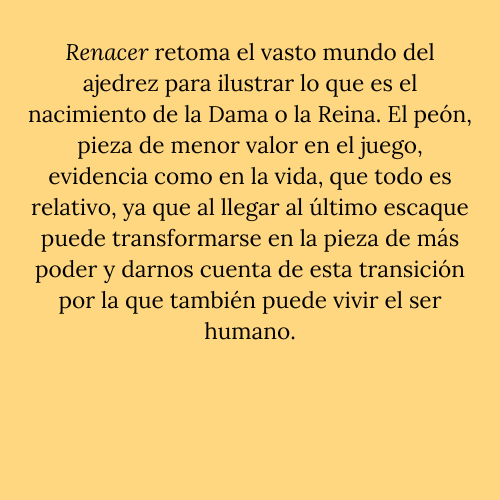 Renacer retoma el vasto mundo del
ajedrez para ilustrar lo que es el
nacimiento de la Dama o la Reina. El peón,
pieza de menor valor en el juego,
evidencia como en la vida, que todo es
relativo, ya que al llegar al último escaque
puede transformarse en la pieza de más
poder y darnos cuenta de esta transición
por la que también puede vivir el ser
humano.